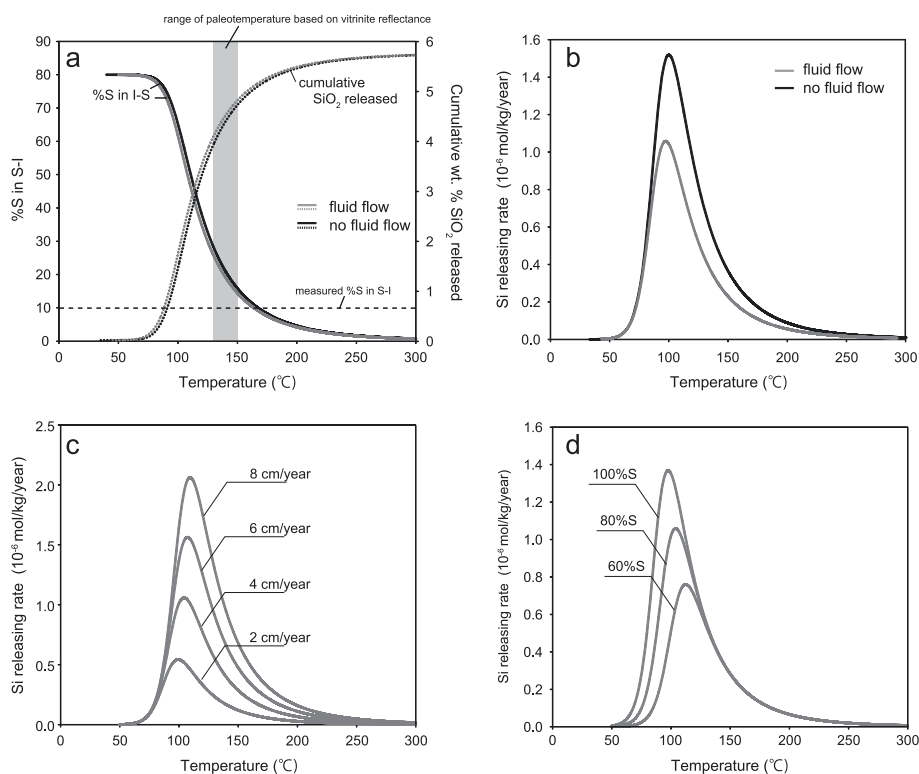 range of paleotemperature based on vitrinite reflectance
a
90
80
70
60
50
40
30
20
10
0
%S in S-I
%S in I-S
cumulative
SiO2 released
fluid flow
no fluid flow
measured %S in S-I
6
5
4
3
2
1
0
Cumulative wt. % SiO2 released
0 50 100 150 200 250 300
Temperature (℃)
b
fluid flow
no fluid flow
1.6
1.4
1.2
1.0
0.8
0.6
0.4
0.2
0.0
Si releasing rate (10-6 mol/kg/year)
0 50 100 150 200 250 300
Temperature (℃)
c
2.5
2.0
1.5
1.0
0.5
0.0
Si releasing rate (10-6 mol/kg/year)
8 cm/year
6 cm/year
4 cm/year
2 cm/year
0 50 100 150 200 250 300
Temperature (℃)
d
1.6
1.4
1.2
1.0
0.8
0.6
0.4
0.2
0.0
Si releasing rate (10-6 mol/kg/year)
100%S
80%S
60%S
0 50 100 150 200 250 300
Temperature (℃)